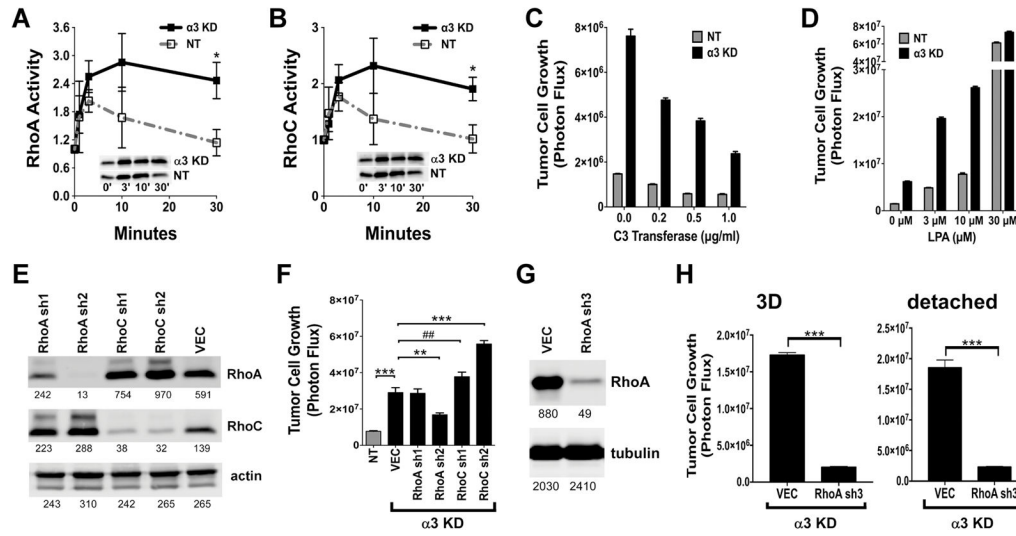 A
α3 KD
NT
RhoA Activity
3.6
3.0
2.4
1.8
1.2
0.6
0.0
*
α3 KD
NT
0' 3' 10' 30'
0 10 20 30
Minutes
B
α3 KD
NT
RhoC Activity
3
2
1
0
*
α3 KD
NT
0' 3' 10' 30'
0 10 20 30
Minutes
C
NT
α3 KD
Tumor Cell Growth
(Photon Flux)
8×10⁶
6×10⁶
4×10⁶
2×10⁶
0
0.0 0.2 0.5 1.0
C3 Transferase (µg/ml)
D
NT
α3 KD
Tumor Cell Growth
(Photon Flux)
8×10⁷
6×10⁷
4×10⁷
3×10⁷
2×10⁷
1×10⁷
0
0 µM 3 µM 10 µM 30 µM
LPA (µM)
E
RhoA sh1 RhoA sh2 RhoC sh1 RhoC sh2 VEC
RhoA
242 13 754 970 591
RhoC
223 288 38 32 139
actin
243 310 242 265 265
F
Tumor Cell Growth
(Photon Flux)
8×10⁷
6×10⁷
4×10⁷
2×10⁷
0
***
##
**
***
NT VEC RhoA sh1 RhoA sh2 RhoC sh1 RhoC sh2
α3 KD
G
VEC RhoA sh3
RhoA
880 49
tubulin
2030 2410
H
3D
Tumor Cell Growth
(Photon Flux)
2.0×10⁷
1.5×10⁷
1.0×10⁷
5.0×10⁶
0
***
VEC RhoA sh3
α3 KD
detached
2.5×10⁷
2.0×10⁷
1.5×10⁷
1.0×10⁷
5.0×10⁶
0
***
VEC RhoA sh3
α3 KD